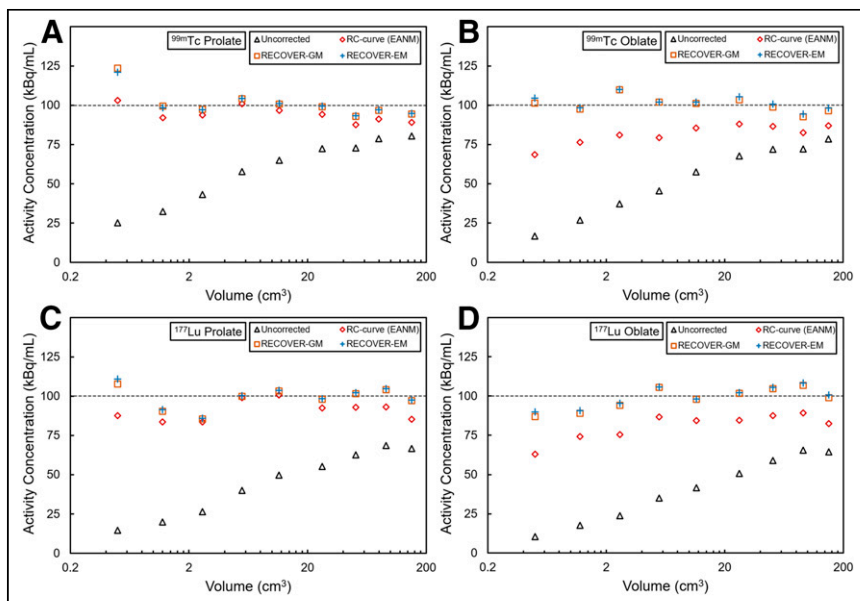 A
99mTc Prolate
Uncorrected
RC-curve (EANM)
RECOVER-GM
RECOVER-EM
Activity Concentration (kBq/mL)
125
100
75
50
25
0
0.2
2
20
200
Volume (cm³)
B
99mTc Oblate
Uncorrected
RC-curve (EANM)
RECOVER-GM
RECOVER-EM
Activity Concentration (kBq/mL)
125
100
75
50
25
0
0.2
2
20
200
Volume (cm³)
C
177Lu Prolate
Uncorrected
RC-curve (EANM)
RECOVER-GM
RECOVER-EM
Activity Concentration (kBq/mL)
125
100
75
50
25
0
0.2
2
20
200
Volume (cm³)
D
177Lu Oblate
Uncorrected
RC-curve (EANM)
RECOVER-GM
RECOVER-EM
Activity Concentration (kBq/mL)
125
100
75
50
25
0
0.2
2
20
200
Volume (cm³)